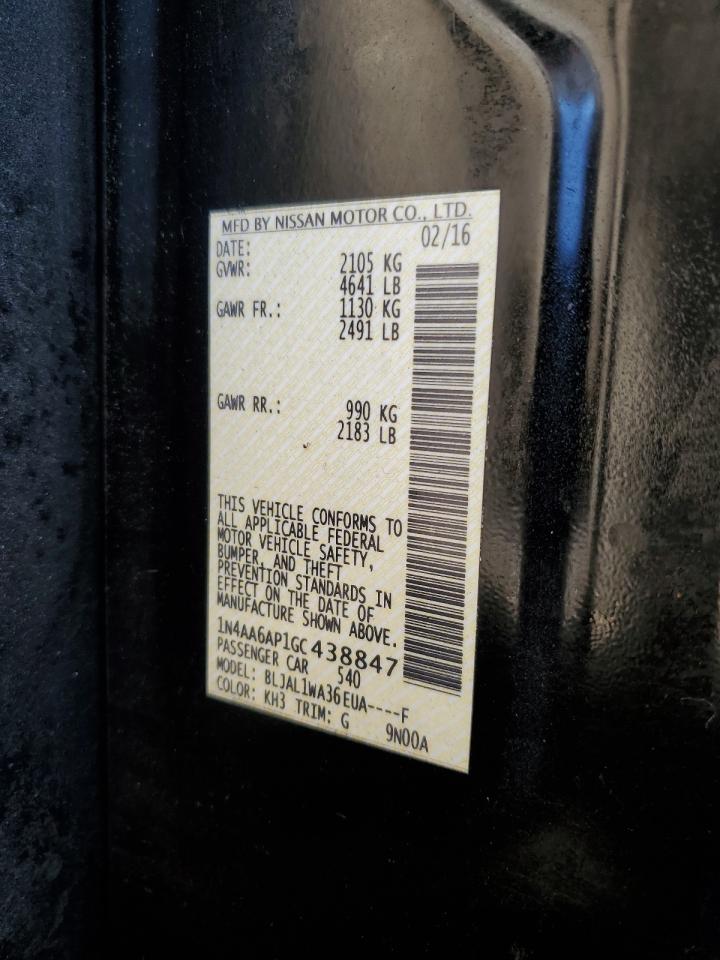 MFD BY NISSAN MOTOR CO., LTD.
DATE: 02/16
GVWR: 2105 KG
4641 LB
GAWR FR.: 1130 KG
2491 LB
GAWR RR.: 990 KG
2183 LB
THIS VEHICLE CONFORMS TO
ALL APPLICABLE FEDERAL
MOTOR VEHICLE SAFETY,
BUMPER, AND THEFT
PREVENTION STANDARDS IN
EFFECT ON THE DATE OF
MANUFACTURE SHOWN ABOVE.
1N4AA6AP1GC438847
PASSENGER CAR 540
MODEL: BLJAL1WA36EUA----F
COLOR: KH3 TRIM: G 9N00A